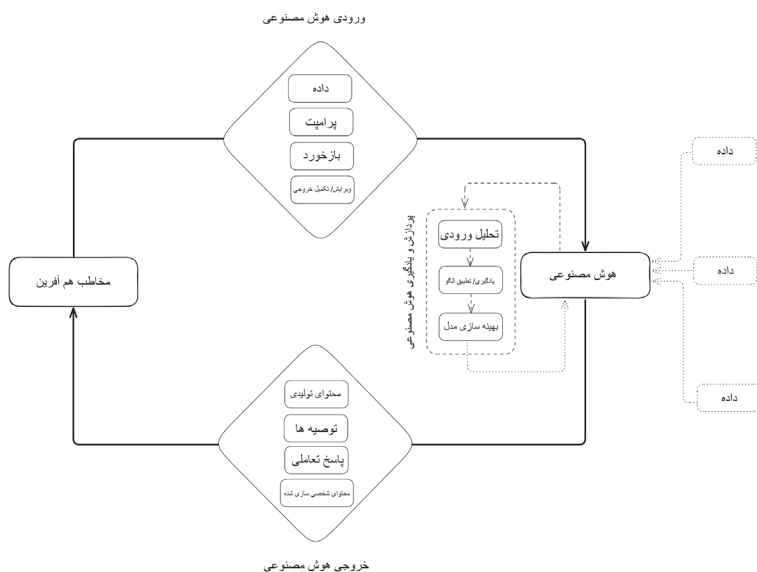 ورودی هوش مصنوعی
داده
پرامپت
بازخورد
ویرایش/ تکمیل خروجی
داده
داده
داده
هوش مصنوعی
پردازش و یادگیری هوش مصنوعی
تحلیل ورودی
یادگیری/ تطبیق الگو
بهینه سازی مدل
مخاطب هم آفرین
محتوای تولیدی
توصیه ها
پاسخ تعاملی
محتوای شخصی سازی شده
خروجی هوش مصنوعی